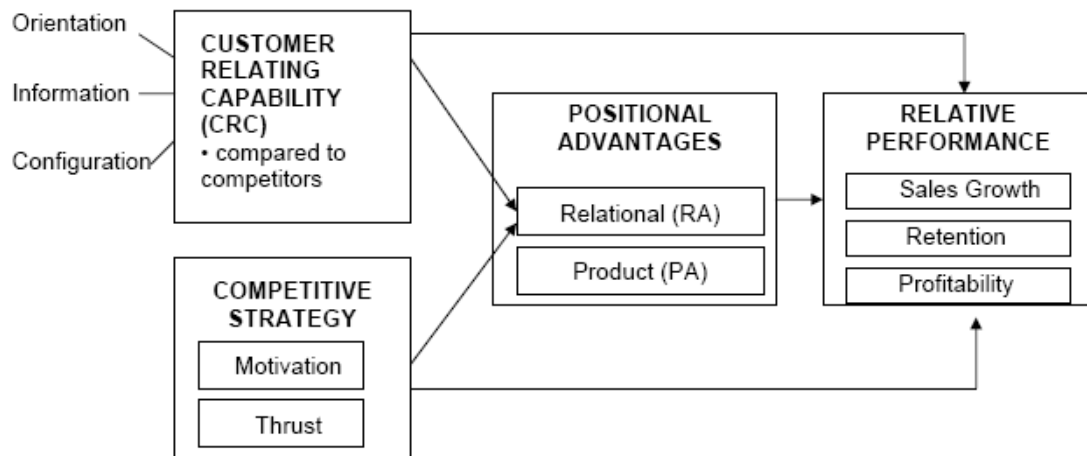 Orientation
Information
Configuration
CUSTOMER
RELATING
CAPABILITY
(CRC)
• compared to
competitors
COMPETITIVE
STRATEGY
Motivation
Thrust
POSITIONAL
ADVANTAGES
Relational (RA)
Product (PA)
RELATIVE
PERFORMANCE
Sales Growth
Retention
Profitability